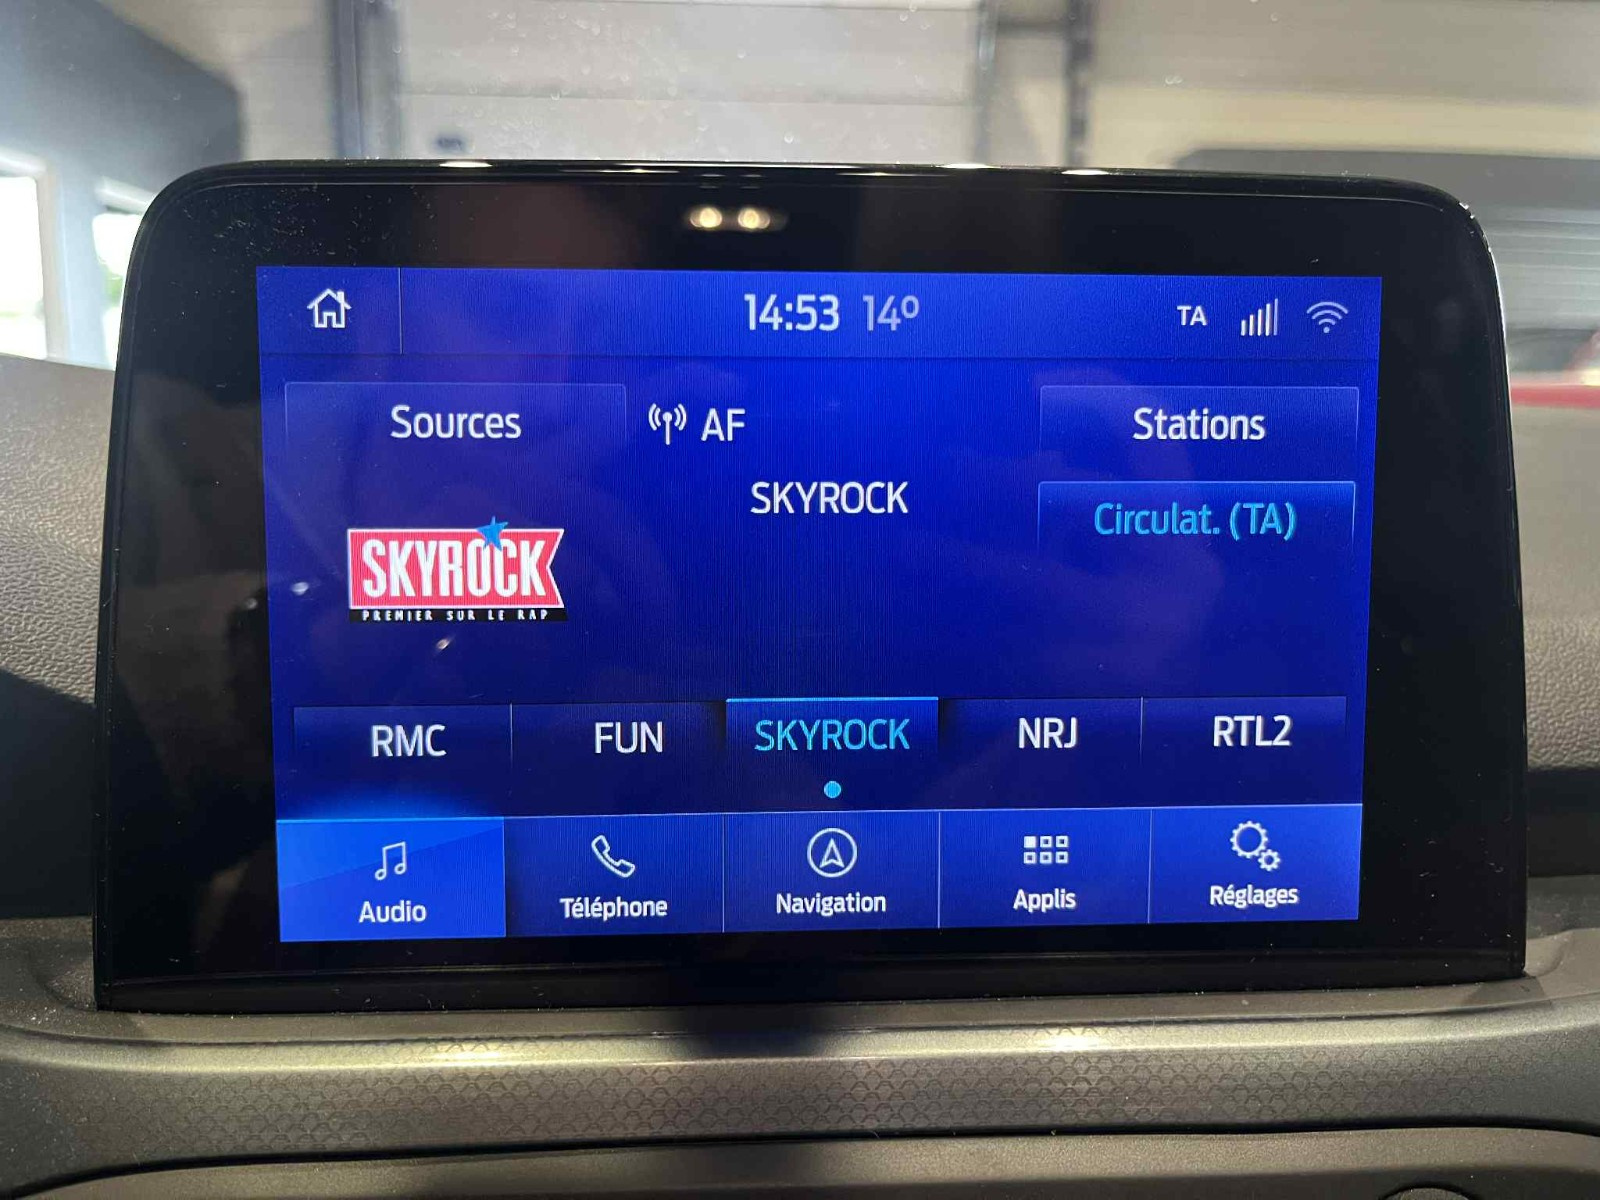 14:53 14°
TA
Sources
AF
Stations
SKYROCK
Circulat. (TA)
SKYROCK
PREMIER SUR LE RAP
RMC
FUN
SKYROCK
NRJ
RTL2
Audio
Téléphone
Navigation
Applis
Réglages